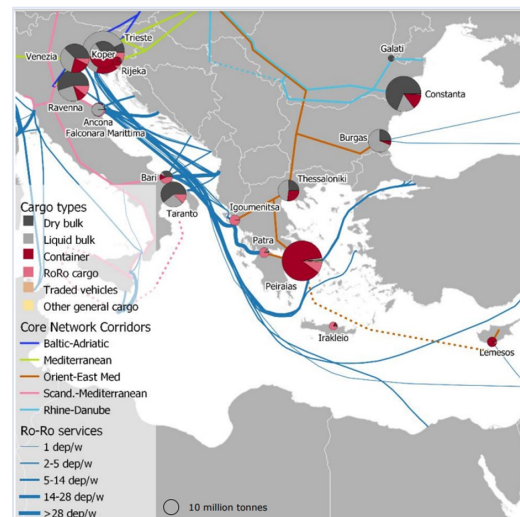 Venezia
Trieste
Koper
Rijeka
Ravenna
Ancona
Falconara Marittima
Galati
Constanta
Burgas
Bari
Taranto
Thessaloniki
Igoumenitsa
Patra
Peiraias
Irakleio
Lemesos
Cargo types
Dry bulk
Liquid bulk
Container
RoRo cargo
Traded vehicles
Other general cargo
Core Network Corridors
Baltic-Adriatic
Mediterranean
Orient-East Med
Scand.-Mediterranean
Rhine-Danube
Ro-Ro services
1 dep/w
2-5 dep/w
5-14 dep/w
14-28 dep/w
>28 dep/w
10 million tonnes